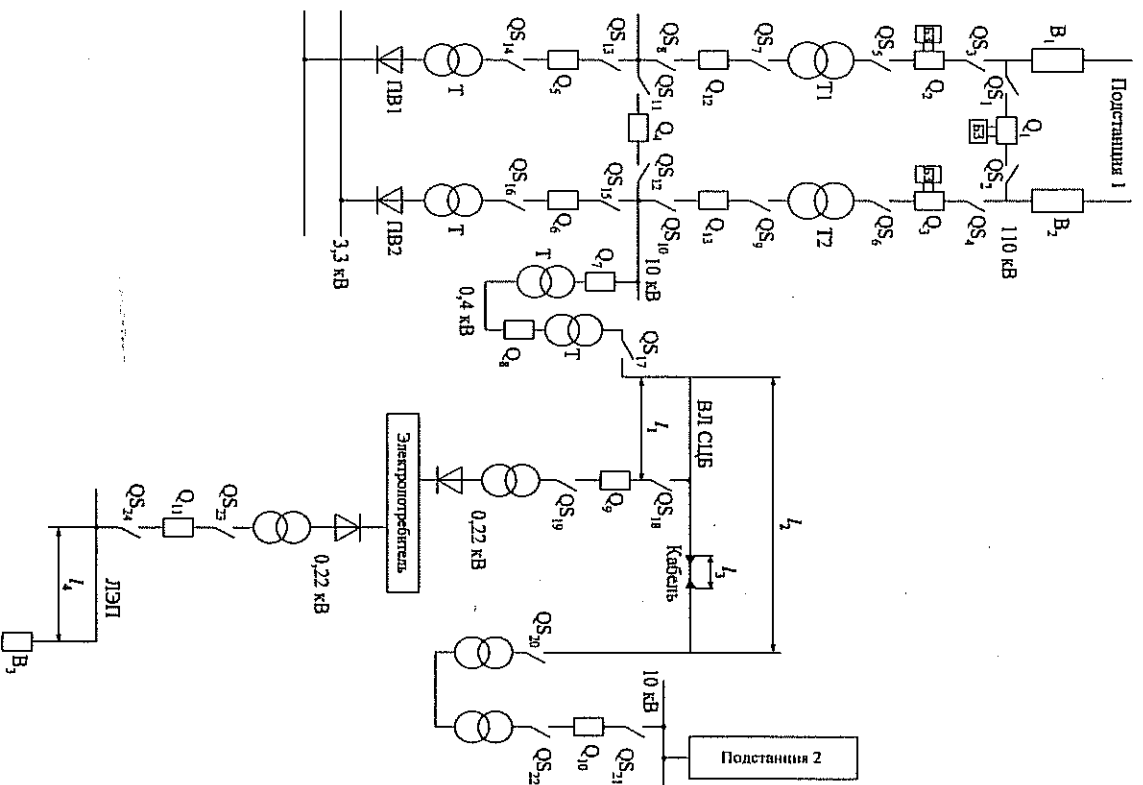 Подстанция 1
B₁
B₂
QS₁
Q₁
БЗ
QS₂
110 кВ
QS₃
Q₂
БЗ
QS₅
QS₄
Q₃
БЗ
QS₆
T1
T2
QS₇
Q₁₂
QS₈
QS₉
Q₁₃
QS₁₀
QS₁₁
Q₄
QS₁₂
10 кВ
QS₁₃
Q₅
QS₁₄
T
ПВ1
QS₁₅
Q₆
QS₁₆
T
ПВ2
3,3 кВ
Q₇
T
0,4 кВ
Q₈
T
QS₁₇
ВЛ СЦБ
l₁
l₂
l₃
Кабель
QS₁₈
Q₉
QS₁₉
0,22 кВ
Электропотребитель
0,22 кВ
QS₂₃
Q₁₁
QS₂₄
ЛЭП
l₄
B₃
QS₂₀
10 кВ
QS₂₁
Q₁₀
QS₂₂
Подстанция 2